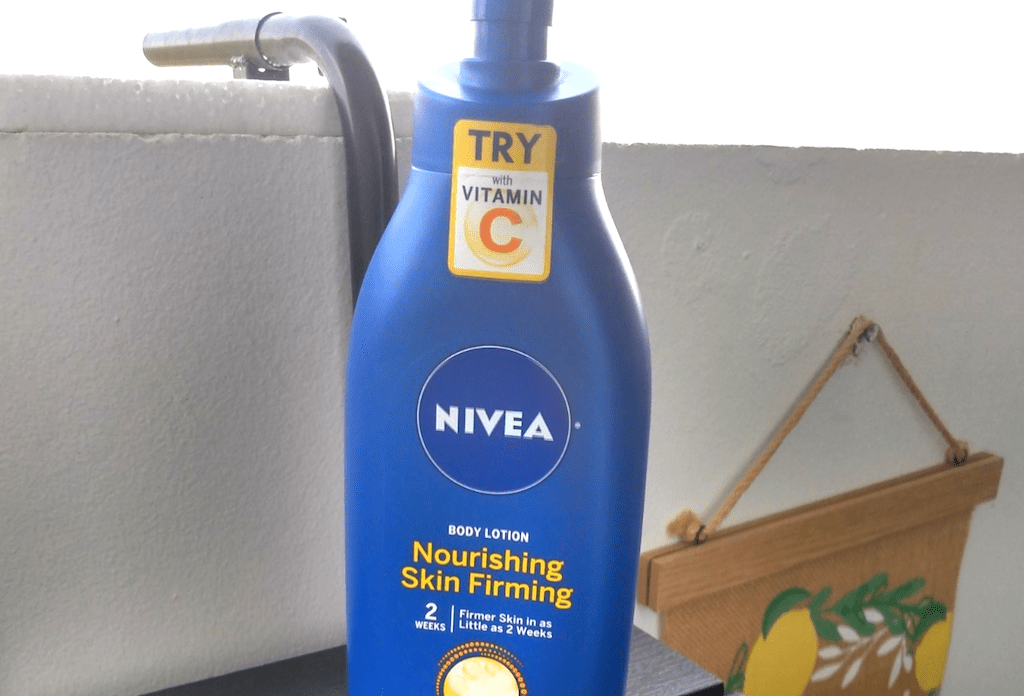 TRY
with
VITAMIN
C
NIVEA
BODY LOTION
Nourishing
Skin Firming
2
WEEKS
Firmer Skin in as
Little as 2 Weeks